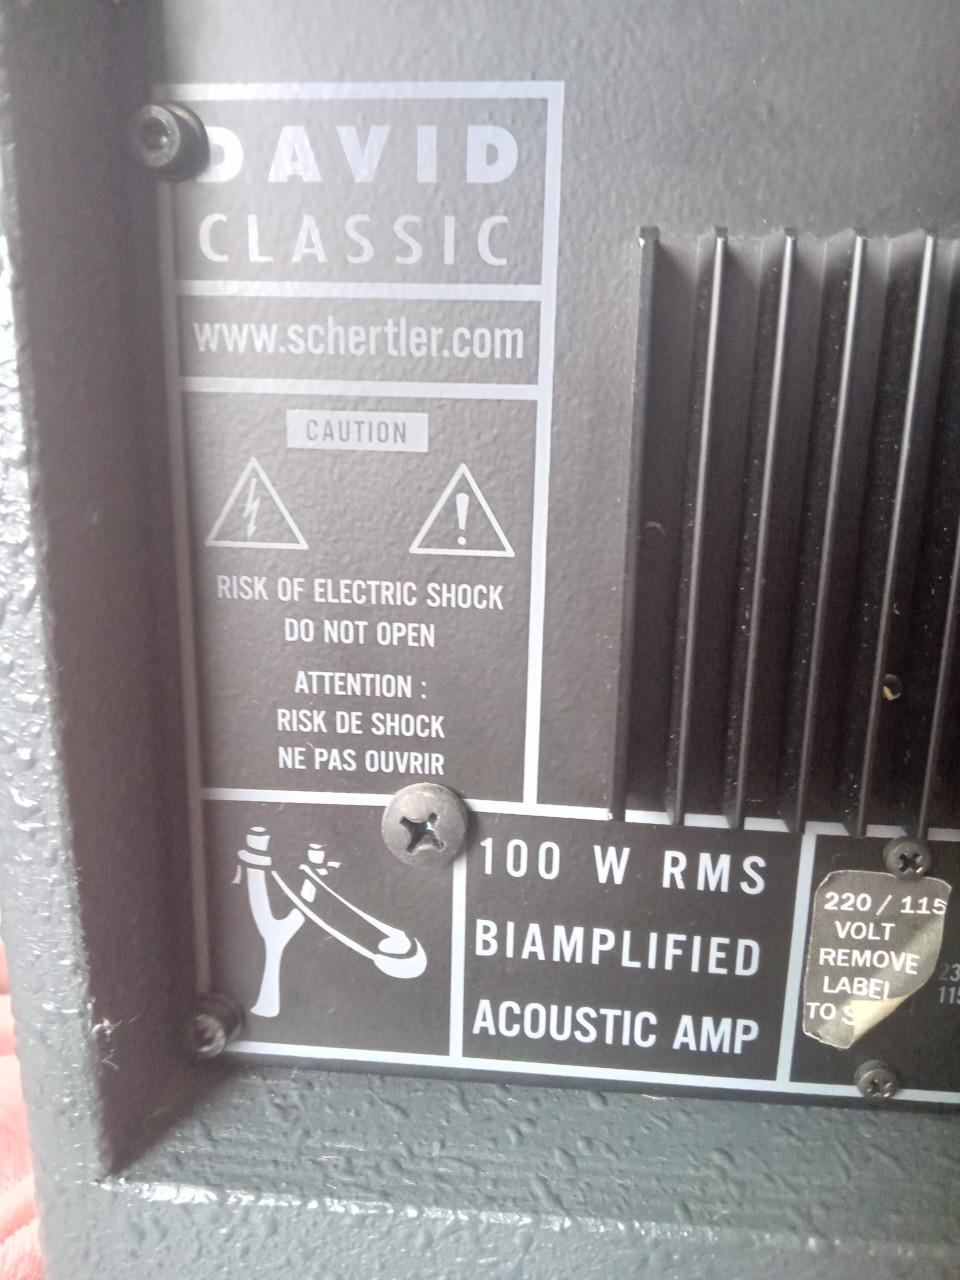 DAVID
CLASSIC
www.schertler.com
CAUTION
RISK OF ELECTRIC SHOCK
DO NOT OPEN
ATTENTION :
RISK DE SHOCK
NE PAS OUVRIR
100 W RMS
BIAMPLIFIED
ACOUSTIC AMP
220 / 115
VOLT
REMOVE
LABEL
TO